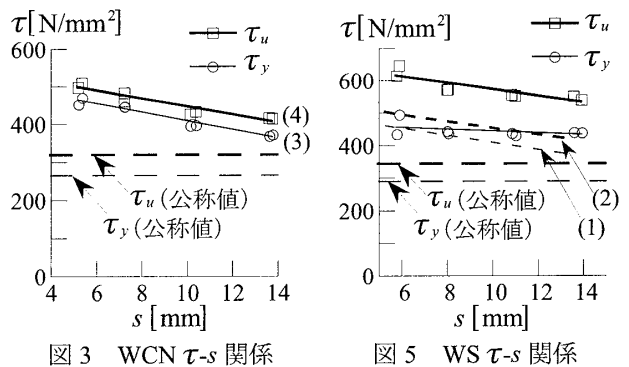 τ[N/mm²]
τu
τy
600
400
200
0
(4)
(3)
τu (公称値)
τy (公称値)
4 6 8 10 12 14
s [mm]
図 3 WCN τ-s 関係
τ[N/mm²]
τu
τy
600
400
200
0
(2)
(1)
τu (公称値)
τy (公称値)
6 8 10 12 14
s [mm]
図 5 WS τ-s 関係